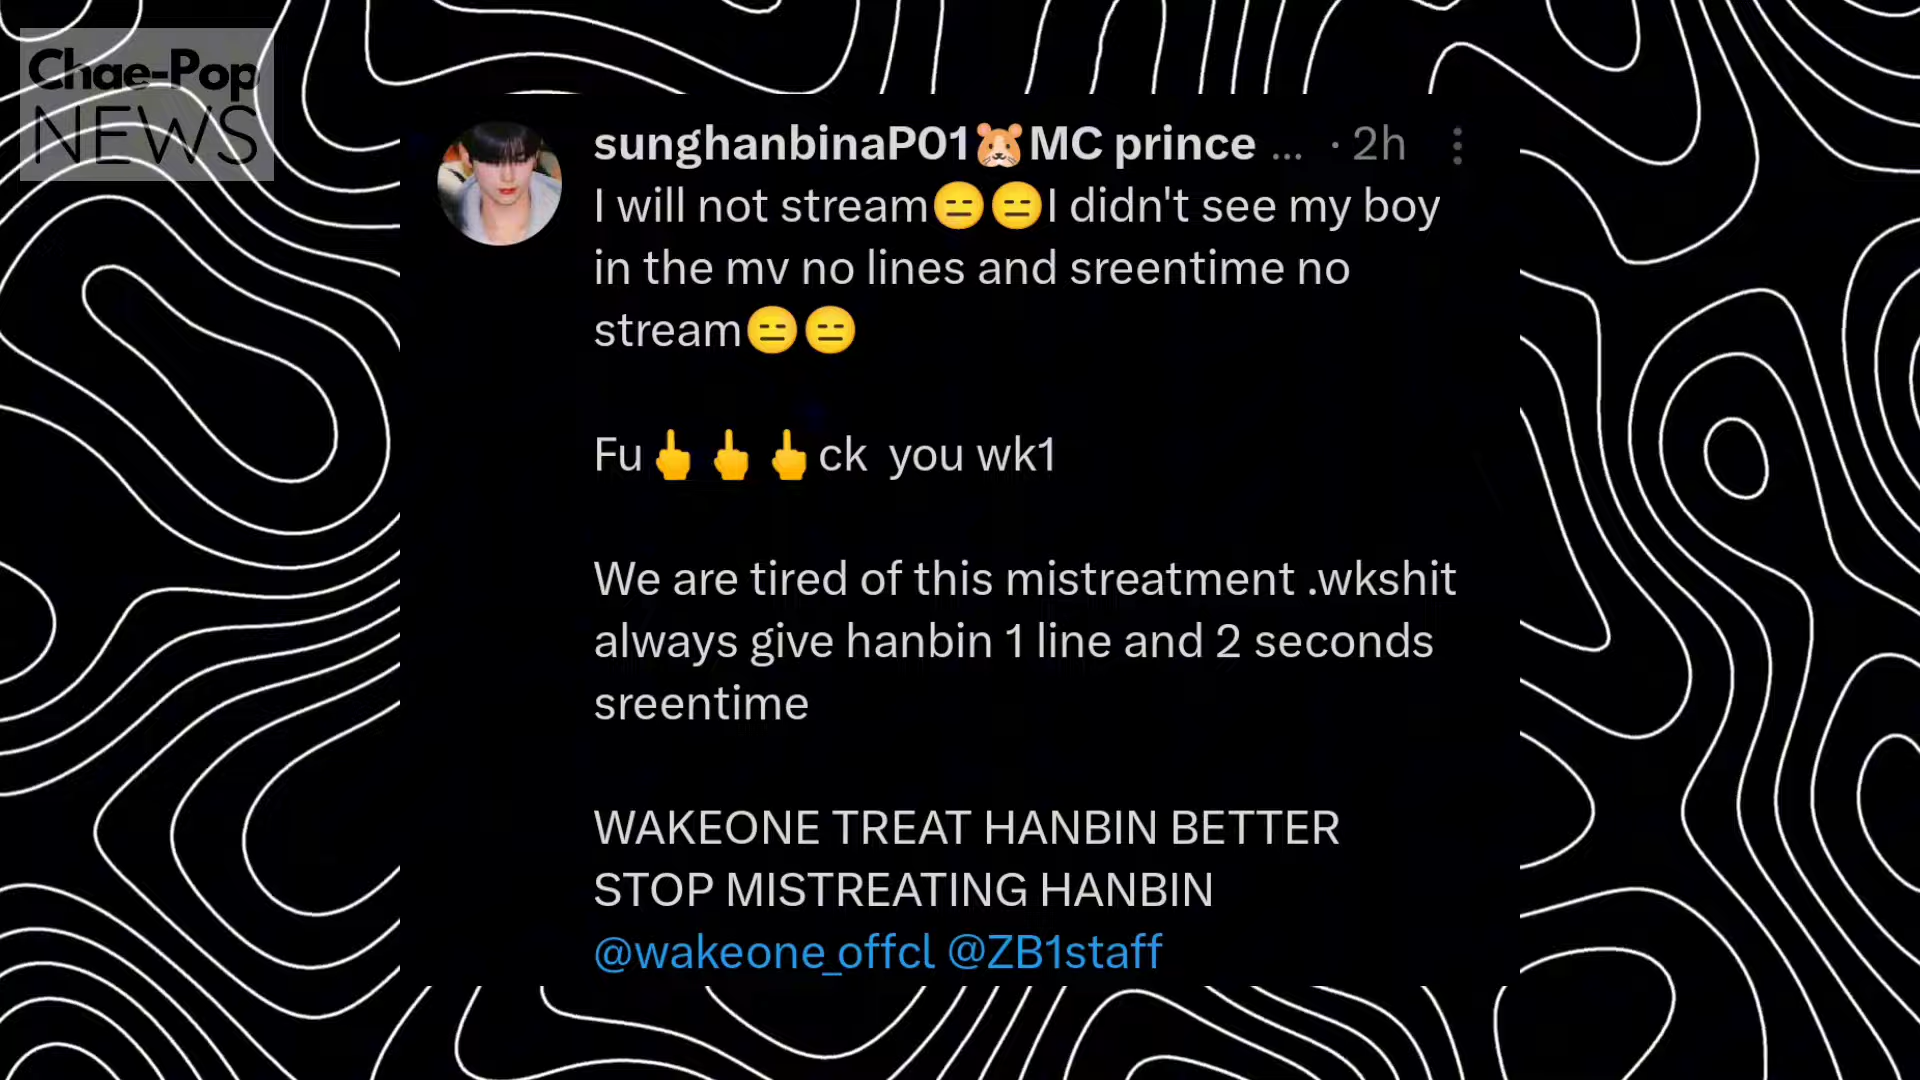 Chae-Pop
NEWS
sunghanbinaP01🐹MC prince ... · 2h
I will not stream😑😑I didn't see my boy
in the mv no lines and sreentime no
stream😑😑
Fu🖕🖕🖕ck you wk1
We are tired of this mistreatment .wkshit
always give hanbin 1 line and 2 seconds
sreentime
WAKEONE TREAT HANBIN BETTER
STOP MISTREATING HANBIN
@wakeone_offcl @ZB1staff